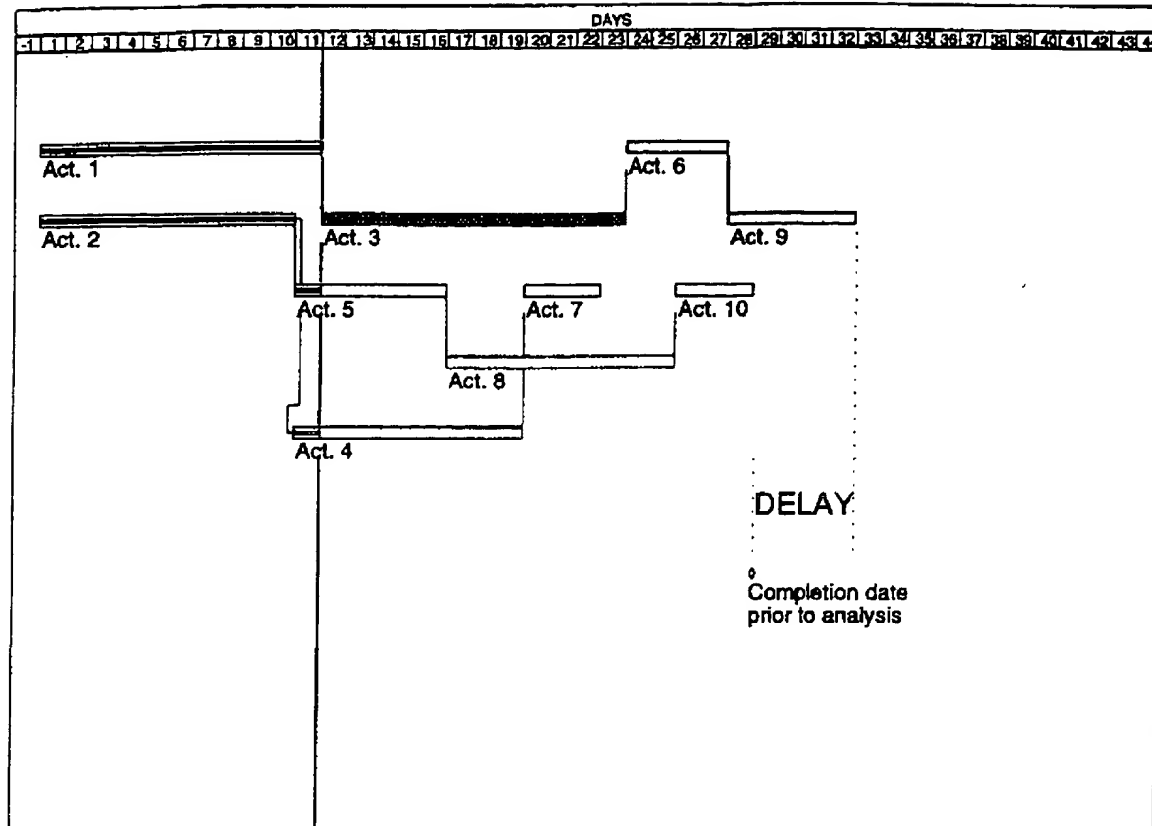 DAYS
-1 1 2 3 4 5 6 7 8 9 10 11 12 13 14 15 16 17 18 19 20 21 22 23 24 25 26 27 28 29 30 31 32 33 34 35 36 37 38 39 40 41 42 43 4
Act. 1
Act. 6
Act. 2
Act. 3
Act. 9
Act. 5
Act. 7
Act. 10
Act. 8
Act. 4
DELAY
Completion date
prior to analysis